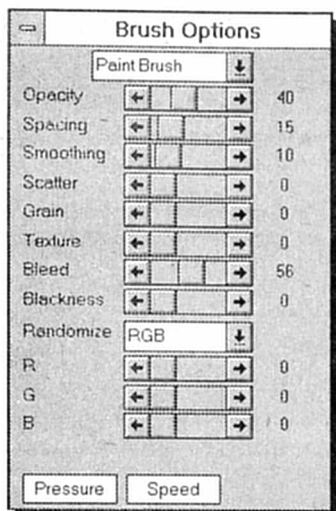 Brush Options
Paint Brush
Opacity 40
Spacing 15
Smoothing 10
Scatter 0
Grain 0
Texture 0
Bleed 56
Blackness 0
Randomize RGB
R 0
G 0
B 0
Pressure Speed